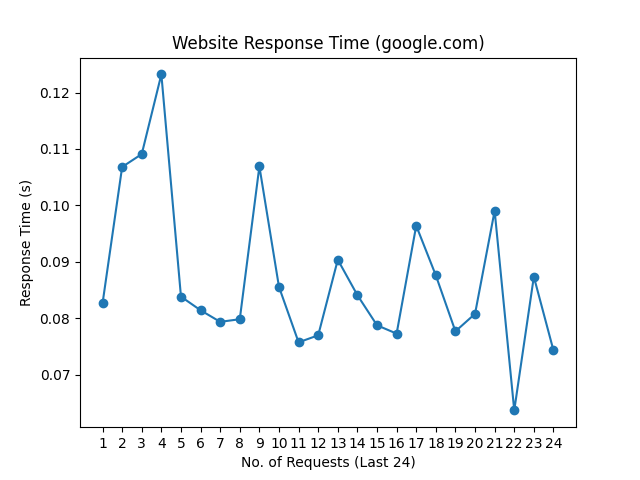 Website Response Time (google.com)
0.12
0.11
0.10
0.09
0.08
0.07
Response Time (s)
1 2 3 4 5 6 7 8 9 10 11 12 13 14 15 16 17 18 19 20 21 22 23 24
No. of Requests (Last 24)